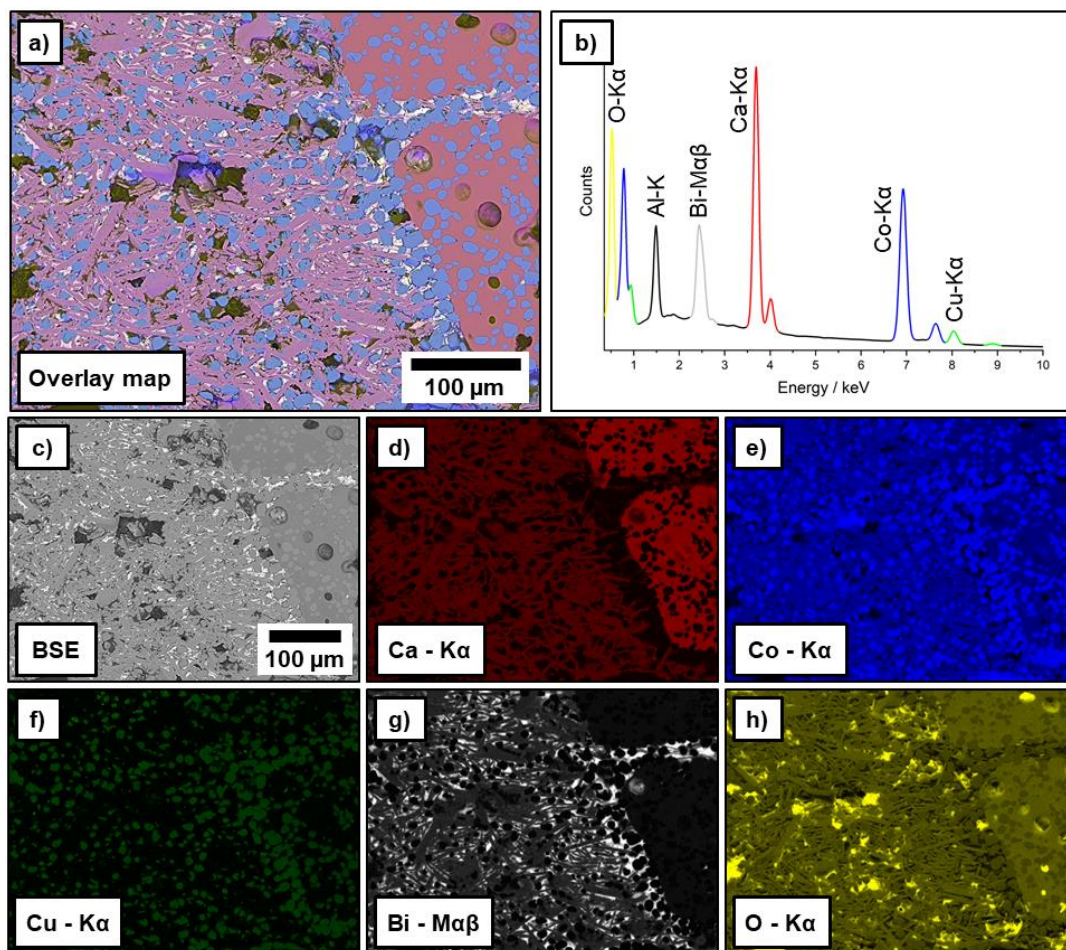 a)
Overlay map
100 µm
b)
Counts
O-Kα
Al-K
Bi-Mαβ
Ca-Kα
Co-Kα
Cu-Kα
1 2 3 4 5 6 7 8 9 10
Energy / keV
c)
BSE
100 µm
d)
Ca - Kα
e)
Co - Kα
f)
Cu - Kα
g)
Bi - Mαβ
h)
O - Kα